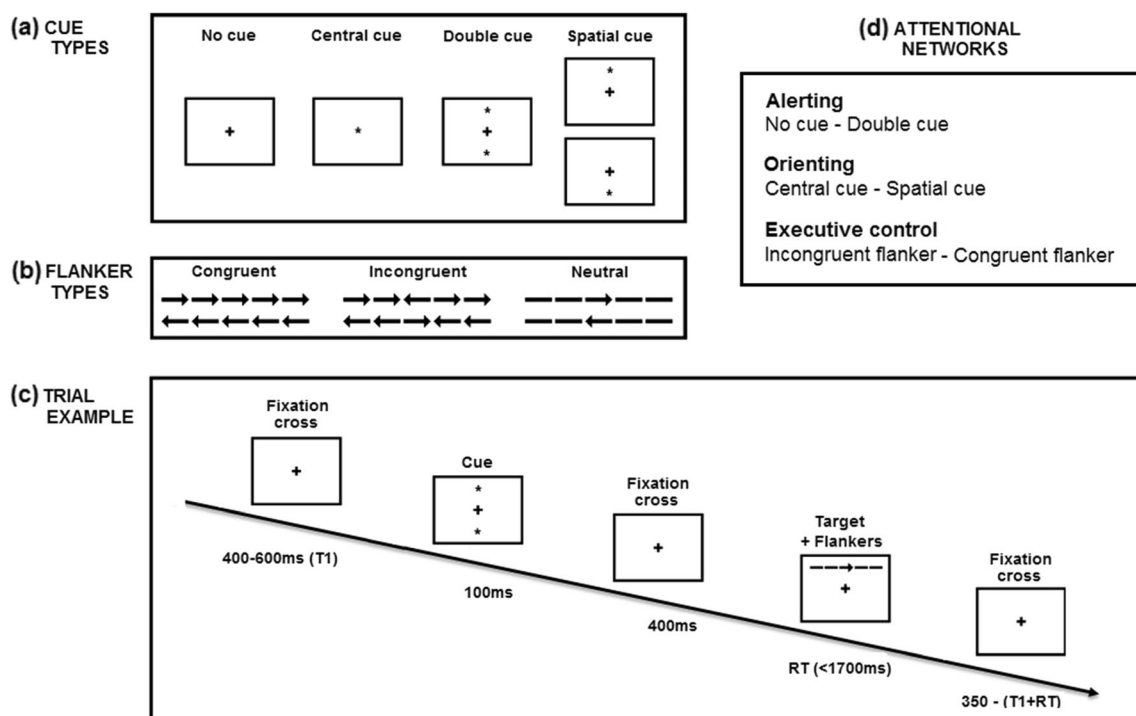 (a) CUE TYPES
No cue
Central cue
Double cue
Spatial cue
(b) FLANKER TYPES
Congruent
Incongruent
Neutral
(c) TRIAL EXAMPLE
Fixation cross
Cue
Fixation cross
Target + Flankers
Fixation cross
400-600ms (T1)
100ms
400ms
RT (<1700ms)
350 - (T1+RT)
(d) ATTENTIONAL NETWORKS
Alerting
No cue - Double cue
Orienting
Central cue - Spatial cue
Executive control
Incongruent flanker - Congruent flanker